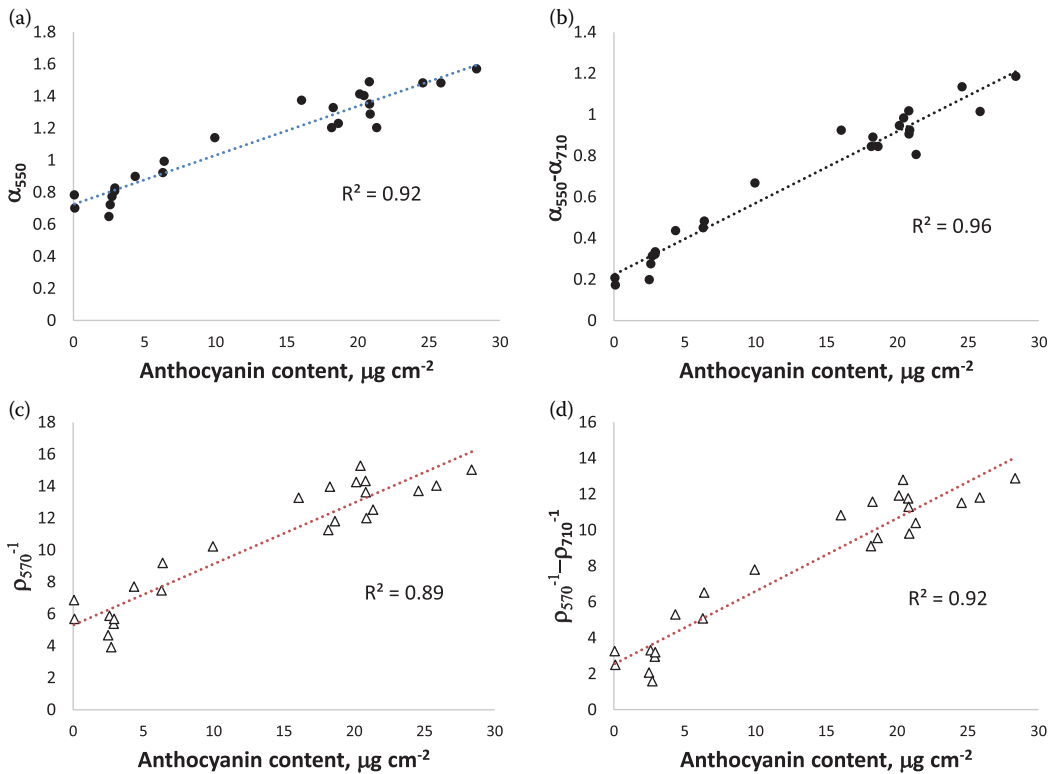 (a)
1.8
1.6
1.4
1.2
1
0.8
0.6
0.4
0.2
0
α550
R² = 0.92
0 5 10 15 20 25 30
Anthocyanin content, μg cm⁻²
(b)
1.4
1.2
1
0.8
0.6
0.4
0.2
0
α550-α710
R² = 0.96
0 5 10 15 20 25 30
Anthocyanin content, μg cm⁻²
(c)
18
16
14
12
10
8
6
4
2
0
ρ570⁻¹
R² = 0.89
0 5 10 15 20 25 30
Anthocyanin content, μg cm⁻²
(d)
16
14
12
10
8
6
4
2
0
ρ570⁻¹–ρ710⁻¹
R² = 0.92
0 5 10 15 20 25 30
Anthocyanin content, μg cm⁻²